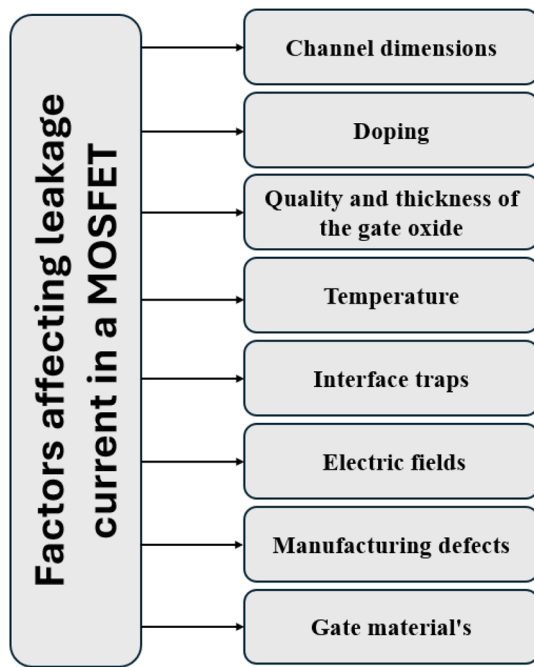 Factors affecting leakage
current in a MOSFET
Channel dimensions
Doping
Quality and thickness of
the gate oxide
Temperature
Interface traps
Electric fields
Manufacturing defects
Gate material's